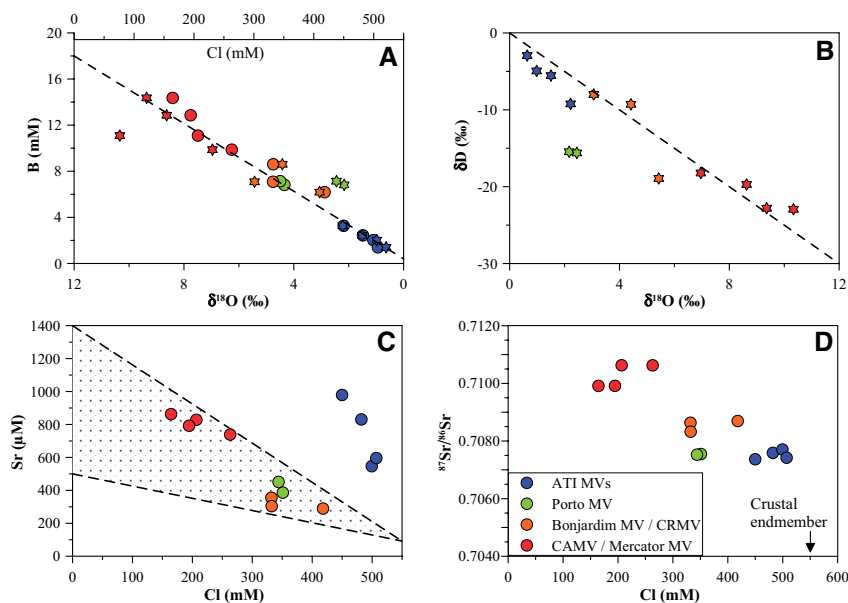 0 100 200 300 400 500
Cl (mM)
A
B (mM)
20
16
12
8
4
0
12 8 4 0
δ¹⁸O (‰)
B
δD (‰)
0
-10
-20
-30
0 4 8 12
δ¹⁸O (‰)
C
Sr (µM)
1400
1200
1000
800
600
400
200
0
0 100 200 300 400 500
Cl (mM)
D
⁸⁷Sr/⁸⁶Sr
0.7120
0.7100
0.7080
0.7060
0.7040
ATI MVs
Porto MV
Bonjardim MV / CRMV
CAMV / Mercator MV
Crustal
endmember
0 100 200 300 400 500 600
Cl (mM)